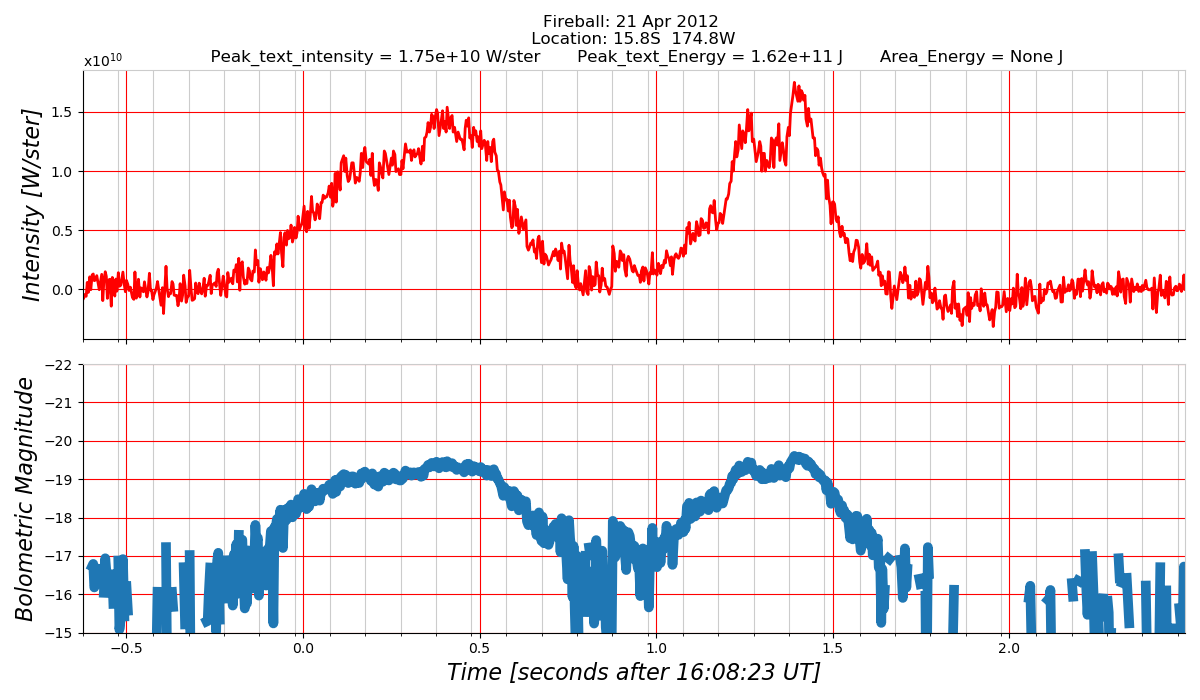 Fireball: 21 Apr 2012
Location: 15.8S 174.8W
Peak_text_intensity = 1.75e+10 W/ster Peak_text_Energy = 1.62e+11 J Area_Energy = None J
x10¹⁰
Intensity [W/ster]
1.5
1.0
0.5
0.0
Bolometric Magnitude
−22
−21
−20
−19
−18
−17
−16
−15
−0.5 0.0 0.5 1.0 1.5 2.0
Time [seconds after 16:08:23 UT]